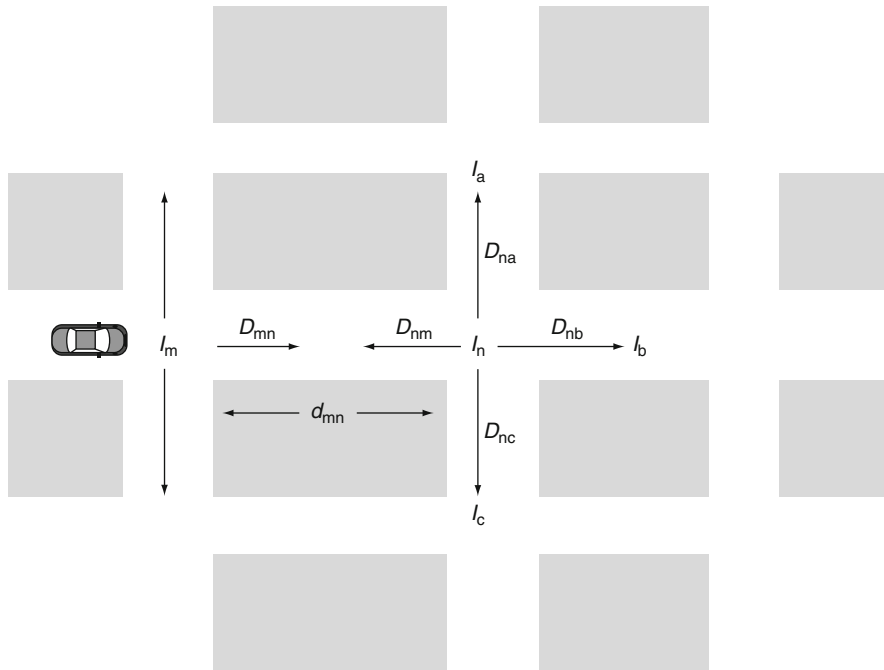 I_a
D_na
I_m D_mn D_nm I_n D_nb I_b
d_mn
D_nc
I_c